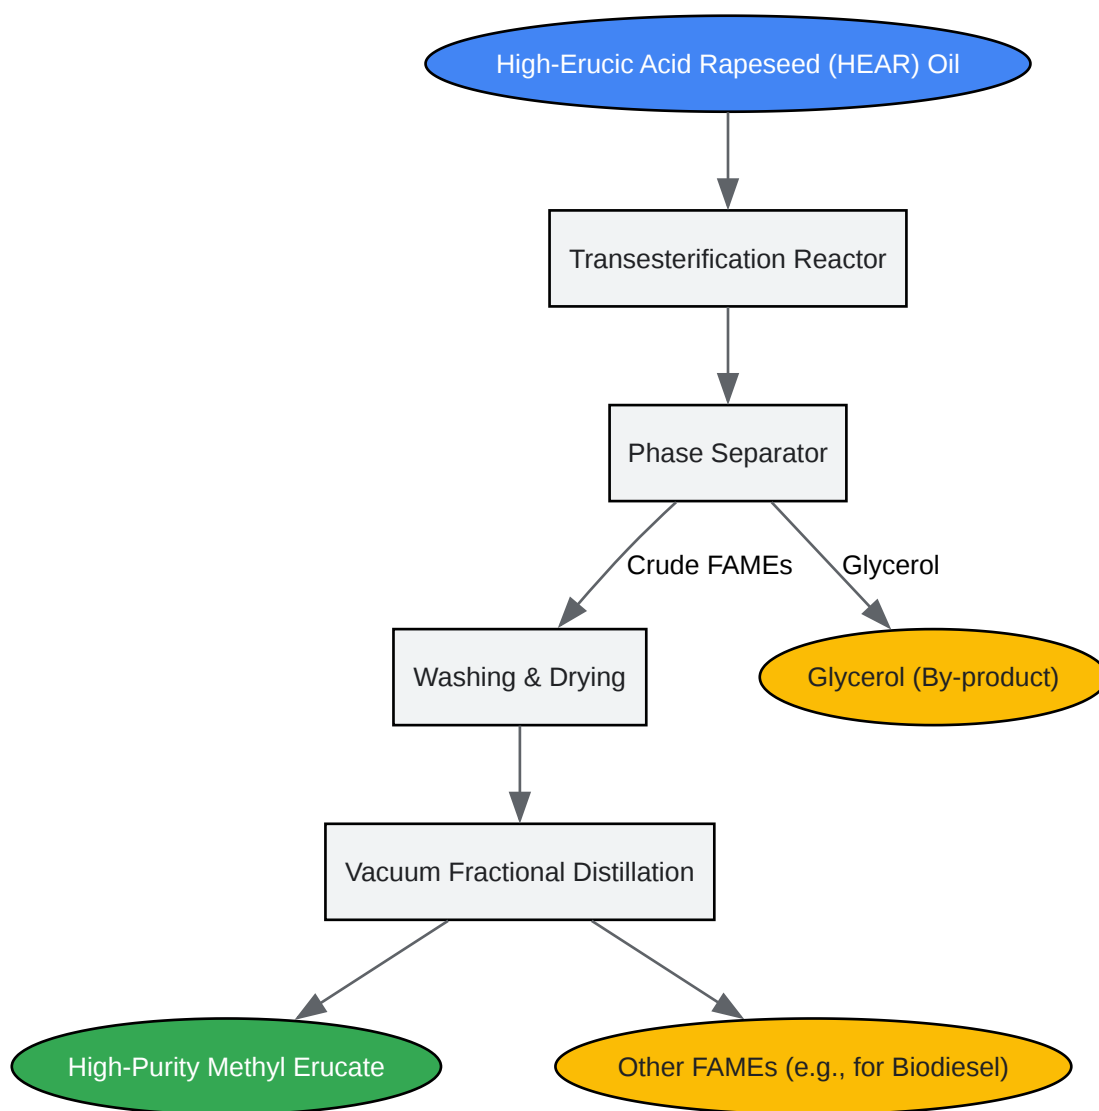 High-Erucic Acid Rapeseed (HEAR) Oil
Transesterification Reactor
Phase Separator
Crude FAMEs
Glycerol
Washing & Drying
Glycerol (By-product)
Vacuum Fractional Distillation
High-Purity Methyl Erucate
Other FAMEs (e.g., for Biodiesel)